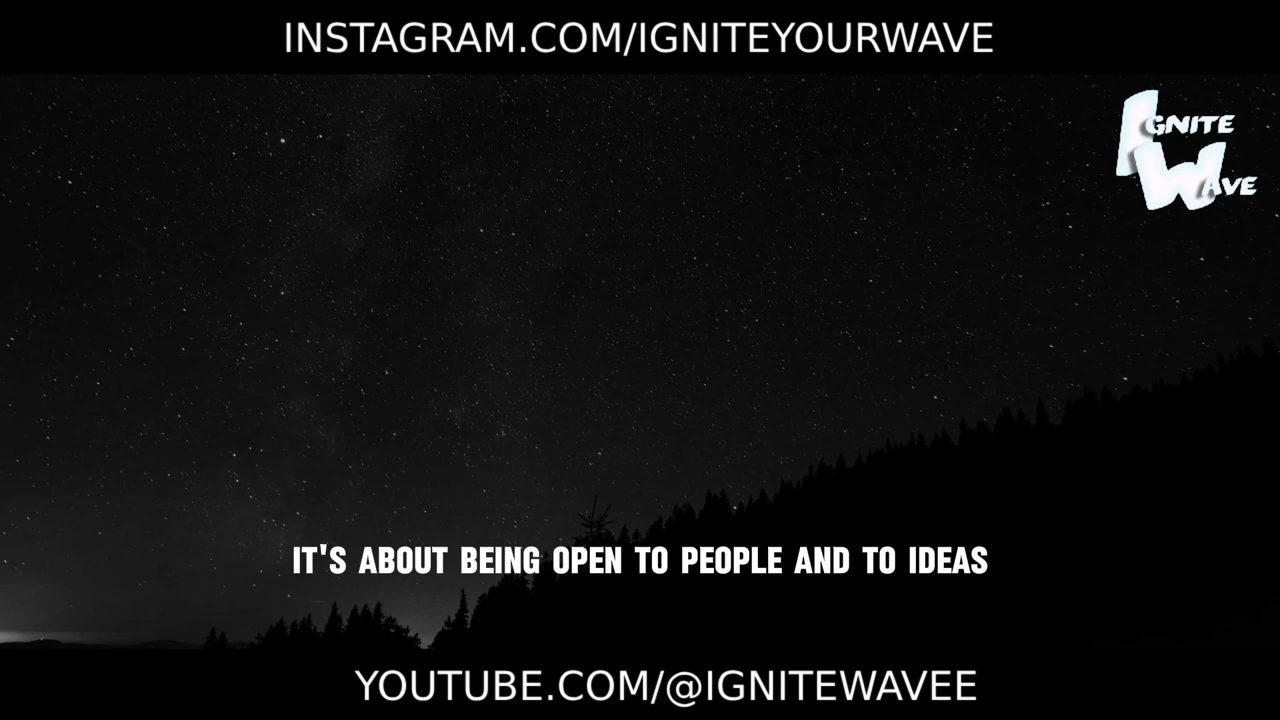 INSTAGRAM.COM/IGNITEYOURWAVE
IGNITE
WAVE
IT'S ABOUT BEING OPEN TO PEOPLE AND TO IDEAS
YOUTUBE.COM/@IGNITEWAVEE